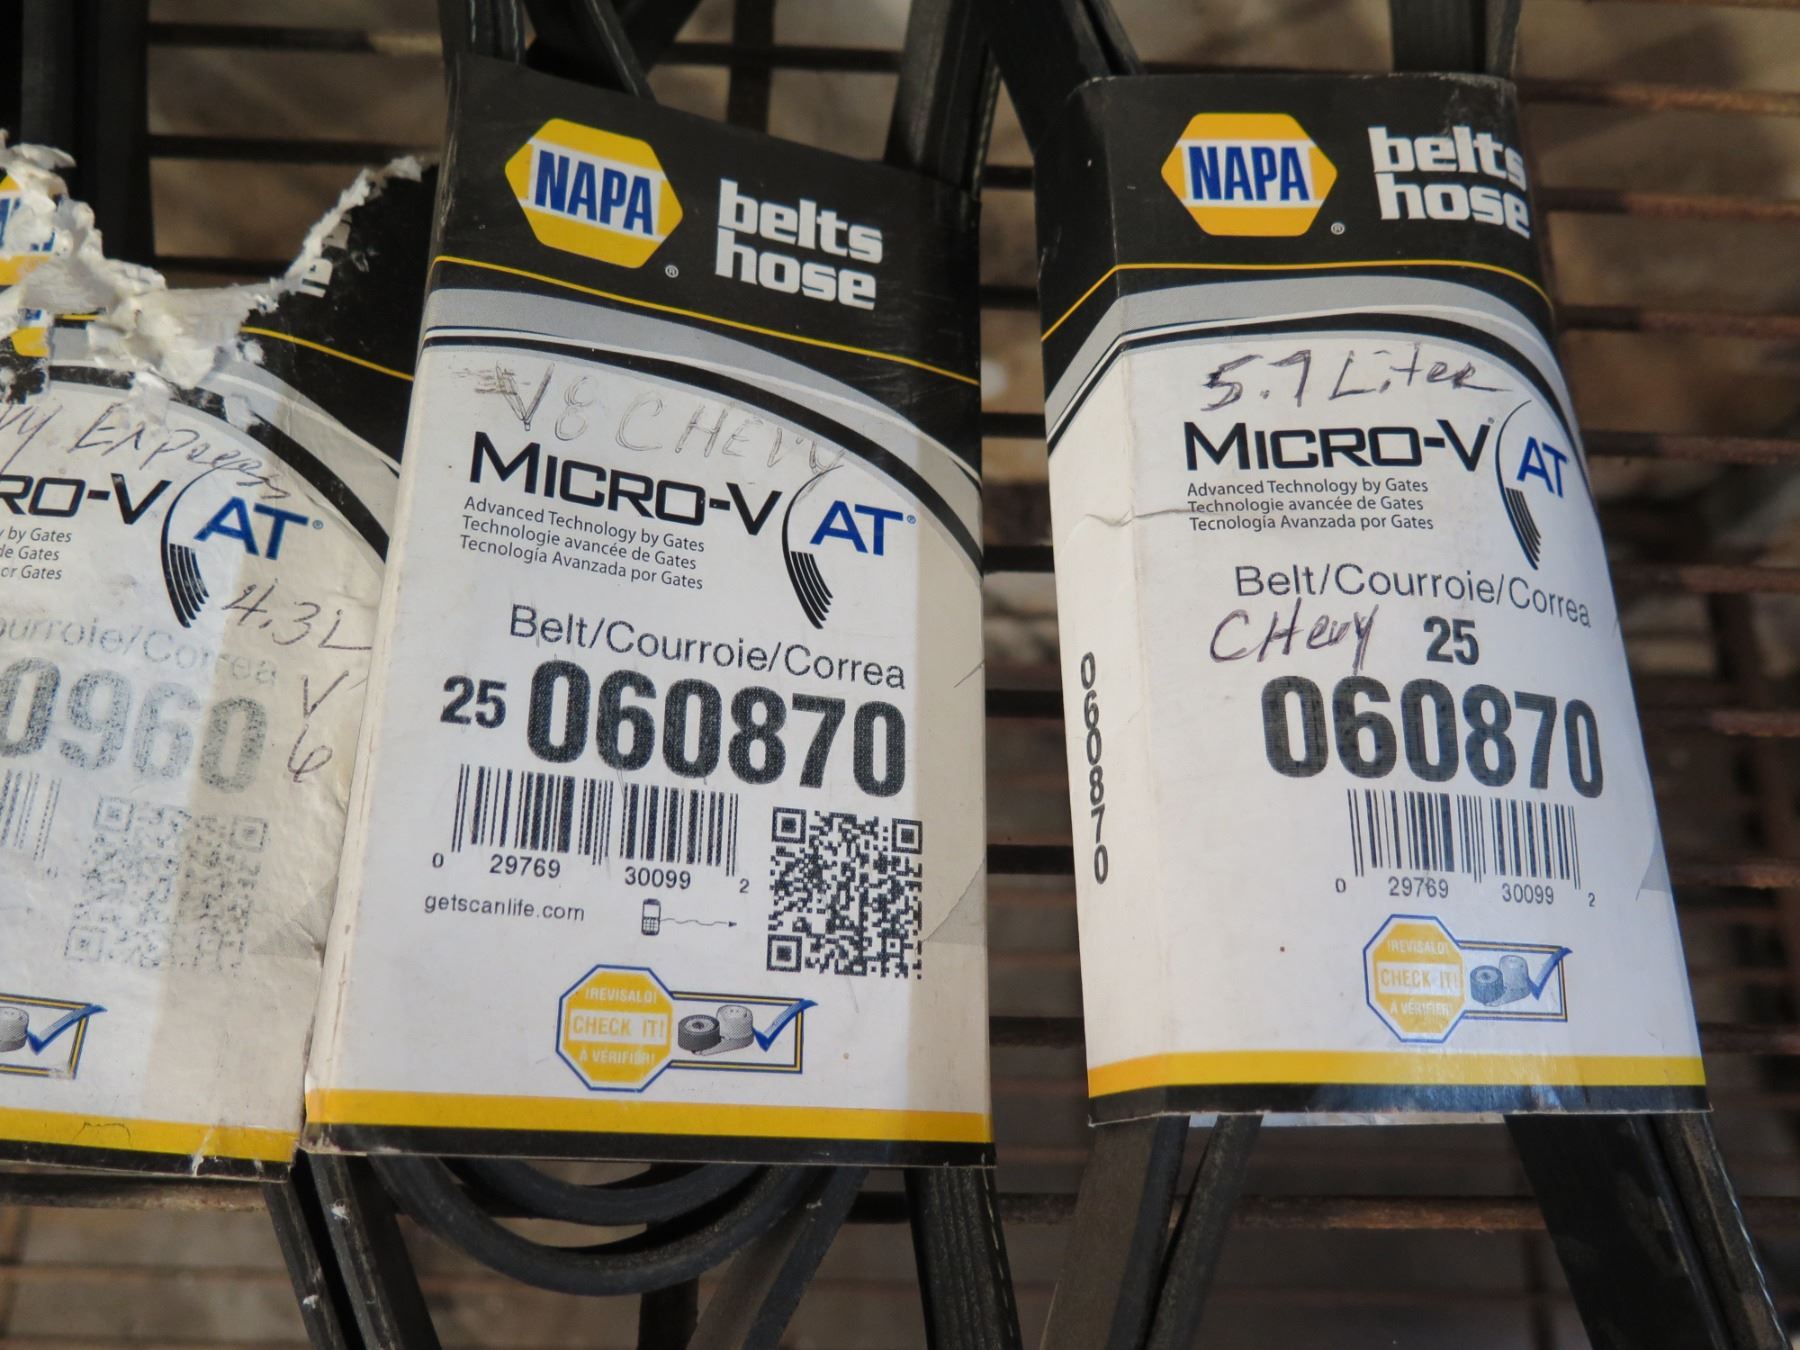 Express
RO-V AT®
by Gates
de Gates
or Gates
4.3L
V
6
0960
NAPA®
belts
hose
V8 CHEVY
MICRO-V AT®
Advanced Technology by Gates
Technologie avancée de Gates
Tecnología Avanzada por Gates
Belt/Courroie/Correa
25 060870
0 29769 30099 2
getscanlife.com
¡REVISALO!
CHECK IT!
À VÉRIFIER!
NAPA®
belts
hose
5.7 Liter
MICRO-V AT
Advanced Technology by Gates
Technologie avancée de Gates
Tecnología Avanzada por Gates
Belt/Courroie/Correa
CHevy 25
060870
060870
0 29769 30099 2
¡REVISALO!
CHECK IT!
À VÉRIFIER!